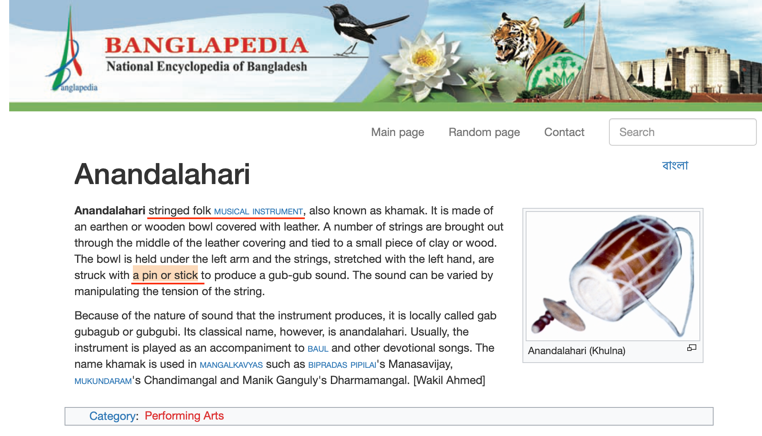 BANGLAPEDIA
National Encyclopedia of Bangladesh
anglapedia
Main page Random page Contact Search
বাংলা
Anandalahari
Anandalahari stringed folk MUSICAL INSTRUMENT, also known as khamak. It is made of
an earthen or wooden bowl covered with leather. A number of strings are brought out
through the middle of the leather covering and tied to a small piece of clay or wood.
The bowl is held under the left arm and the strings, stretched with the left hand, are
struck with a pin or stick to produce a gub-gub sound. The sound can be varied by
manipulating the tension of the string.
Because of the nature of sound that the instrument produces, it is locally called gab
gubagub or gubgubi. Its classical name, however, is anandalahari. Usually, the
instrument is played as an accompaniment to BAUL and other devotional songs. The
name khamak is used in MANGALKAVYAS such as BIPRADAS PIPILAI's Manasavijay,
MUKUNDARAM's Chandimangal and Manik Ganguly's Dharmamangal. [Wakil Ahmed]
Anandalahari (Khulna)
Category: Performing Arts